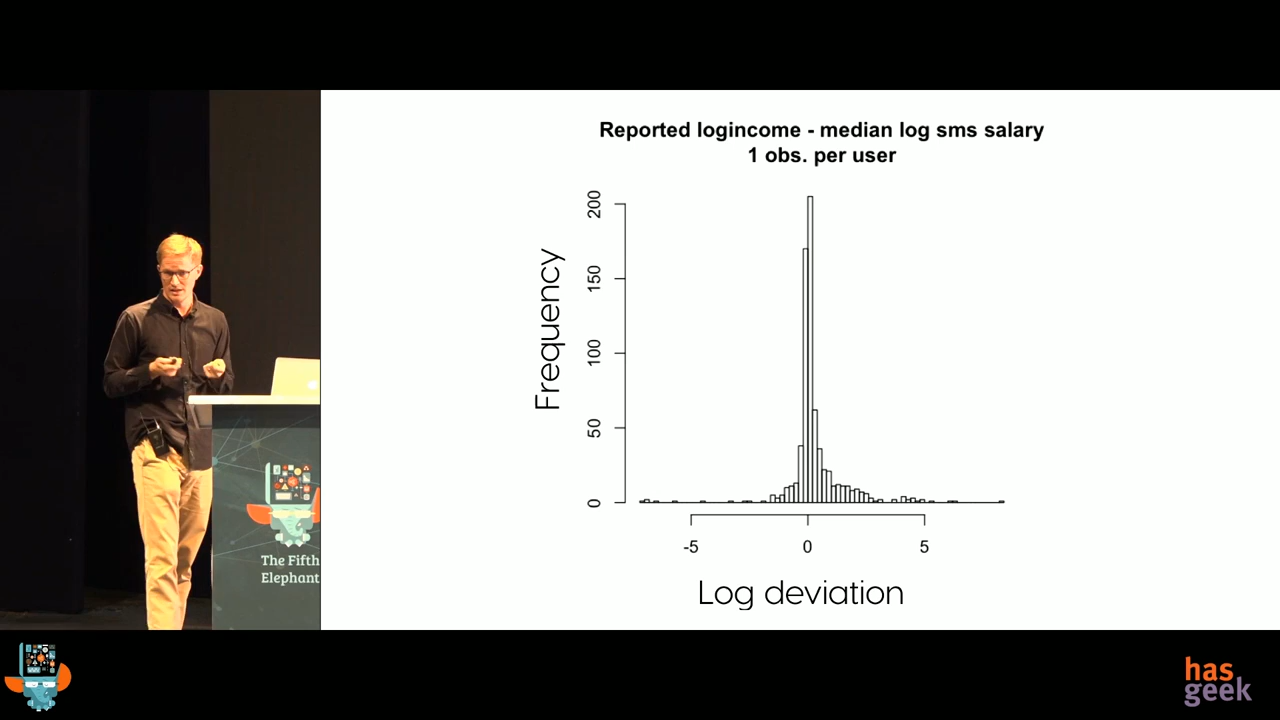 Reported logincome - median log sms salary
1 obs. per user
Frequency
200
150
100
50
0
-5 0 5
Log deviation
The Fifth
Elephant
has
geek